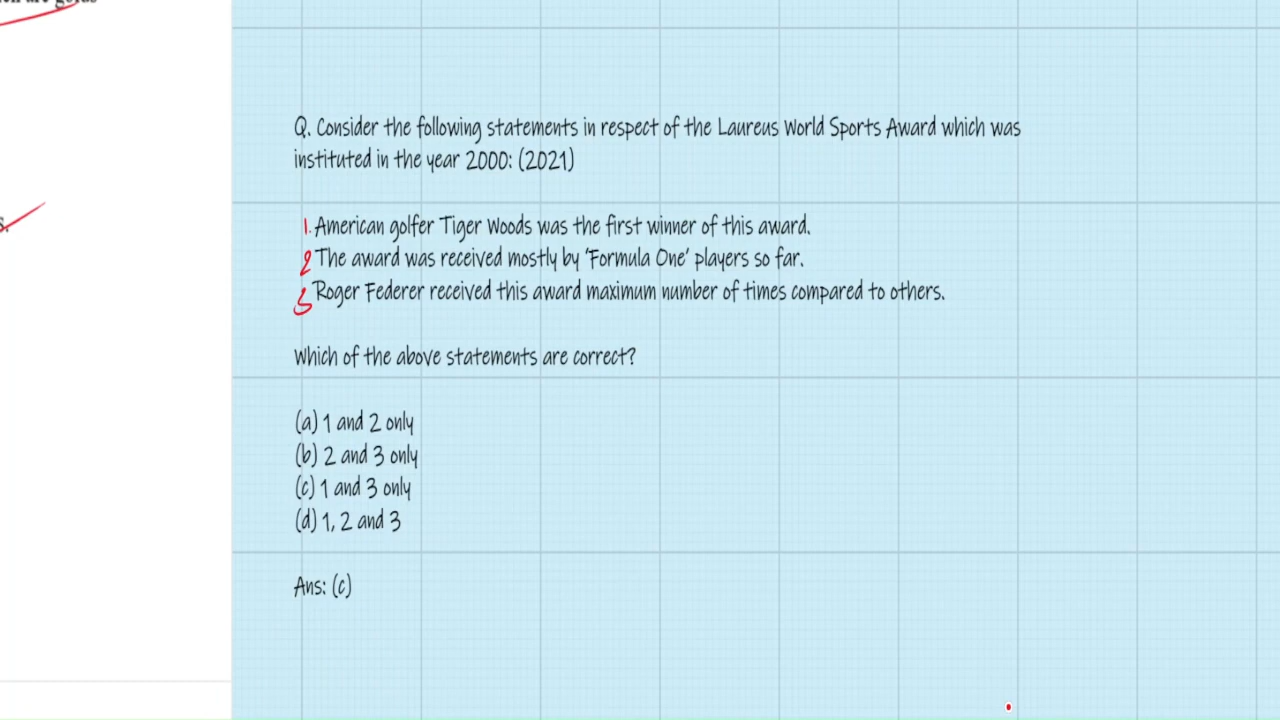 s.
Q. Consider the following statements in respect of the Laureus World Sports Award which was
instituted in the year 2000: (2021)
1. American golfer Tiger Woods was the first winner of this award.
2 The award was received mostly by 'Formula One' players so far.
3 Roger Federer received this award maximum number of times compared to others.
Which of the above statements are correct?
(a) 1 and 2 only
(b) 2 and 3 only
(c) 1 and 3 only
(d) 1, 2 and 3
Ans: (c)